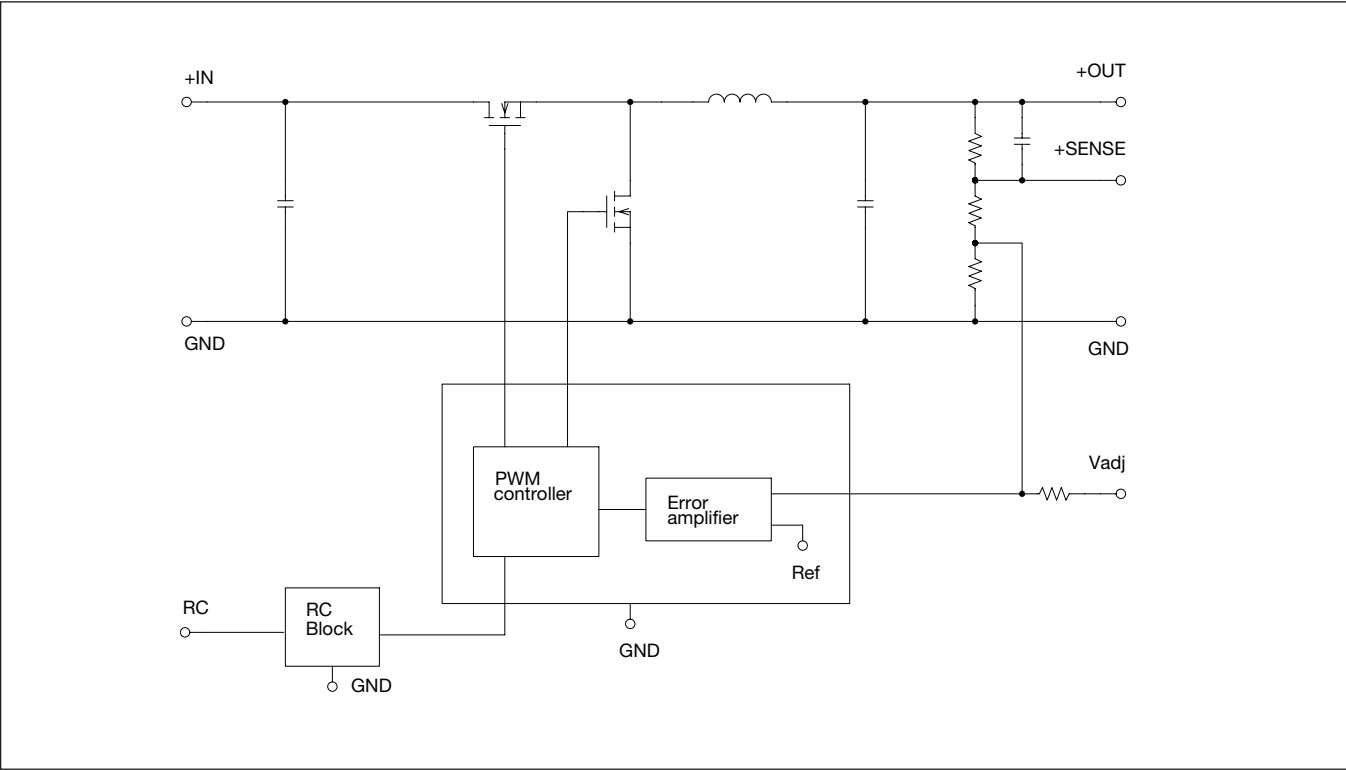 +IN
+OUT
+SENSE
GND
GND
Vadj
PWM
controller
Error
amplifier
Ref
RC
RC
Block
GND
GND